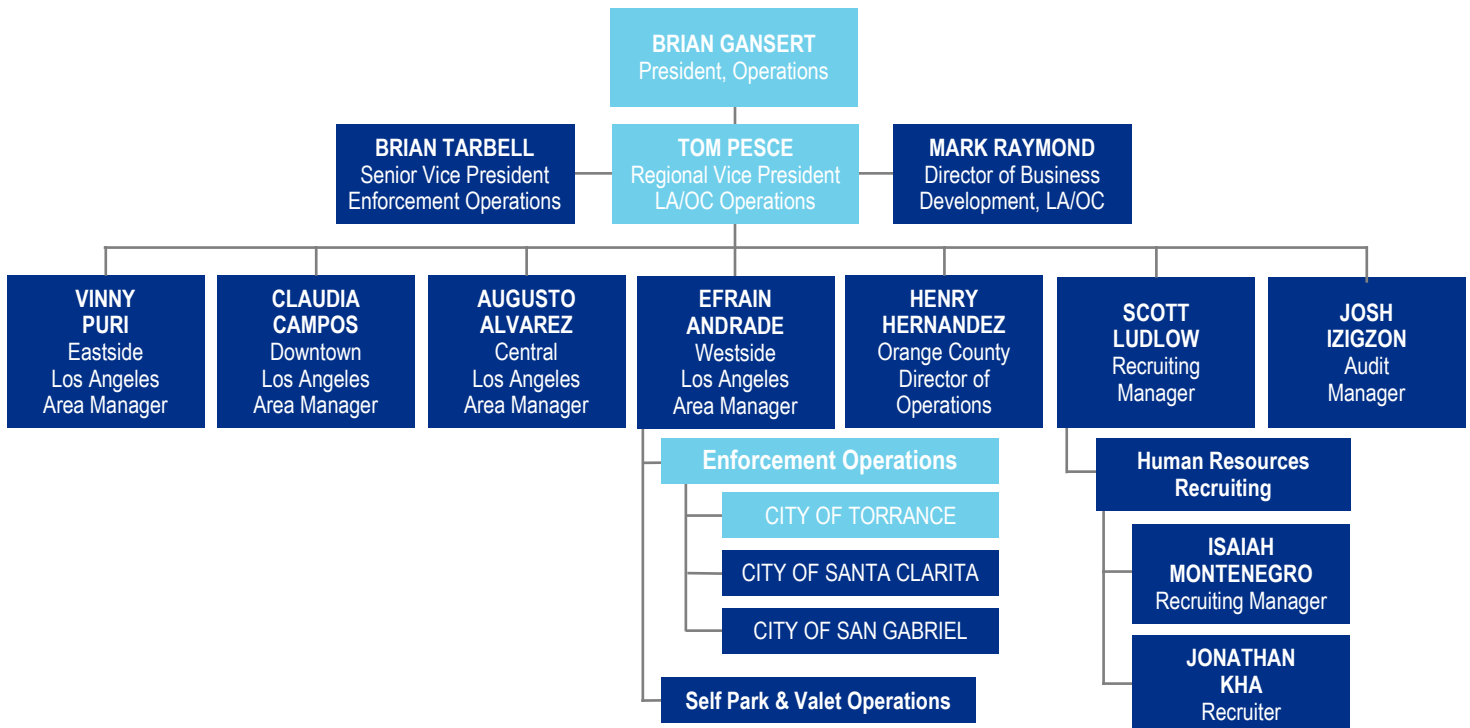 BRIAN GANSERT
President, Operations
BRIAN TARBELL
Senior Vice President
Enforcement Operations
TOM PESCE
Regional Vice President
LA/OC Operations
MARK RAYMOND
Director of Business
Development, LA/OC
VINNY
PURI
Eastside
Los Angeles
Area Manager
CLAUDIA
CAMPOS
Downtown
Los Angeles
Area Manager
AUGUSTO
ALVAREZ
Central
Los Angeles
Area Manager
EFRAIN
ANDRADE
Westside
Los Angeles
Area Manager
HENRY
HERNANDEZ
Orange County
Director of
Operations
SCOTT
LUDLOW
Recruiting
Manager
JOSH
IZIGZON
Audit
Manager
Enforcement Operations
CITY OF TORRANCE
CITY OF SANTA CLARITA
CITY OF SAN GABRIEL
Self Park & Valet Operations
Human Resources
Recruiting
ISAIAH
MONTENEGRO
Recruiting Manager
JONATHAN
KHA
Recruiter